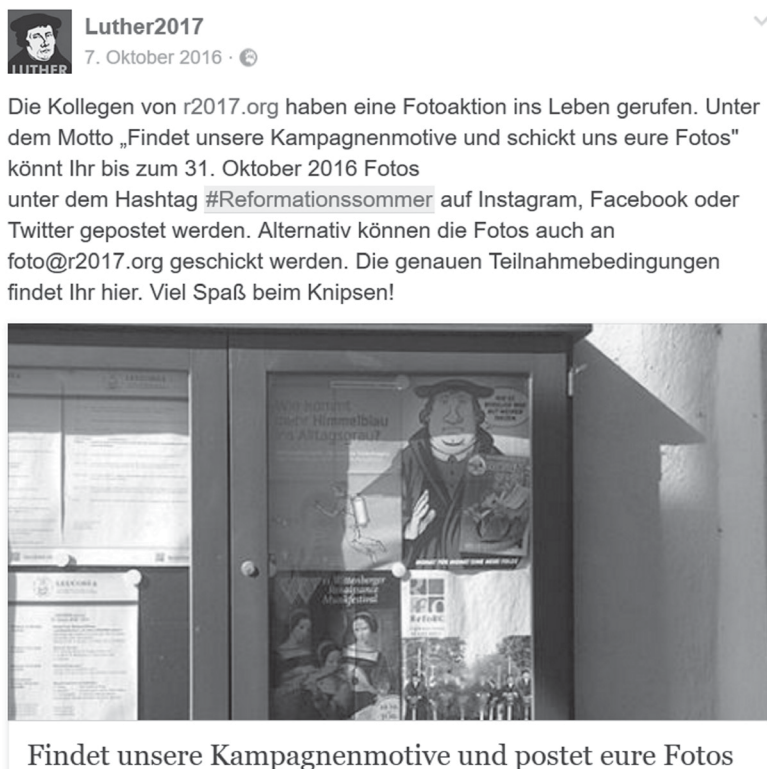 Luther2017
7. Oktober 2016 ·
LUTHER
Die Kollegen von r2017.org haben eine Fotoaktion ins Leben gerufen. Unter
dem Motto „Findet unsere Kampagnenmotive und schickt uns eure Fotos"
könnt Ihr bis zum 31. Oktober 2016 Fotos
unter dem Hashtag #Reformationssommer auf Instagram, Facebook oder
Twitter gepostet werden. Alternativ können die Fotos auch an
foto@r2017.org geschickt werden. Die genauen Teilnahmebedingungen
findet Ihr hier. Viel Spaß beim Knipsen!
Wie kommt
mehr Himmelblau
ins Alltagsgrau?
LEUCOREA
Wittenberger
Renaissance
Musikfestival
RefoRC
Findet unsere Kampagnenmotive und postet eure Fotos